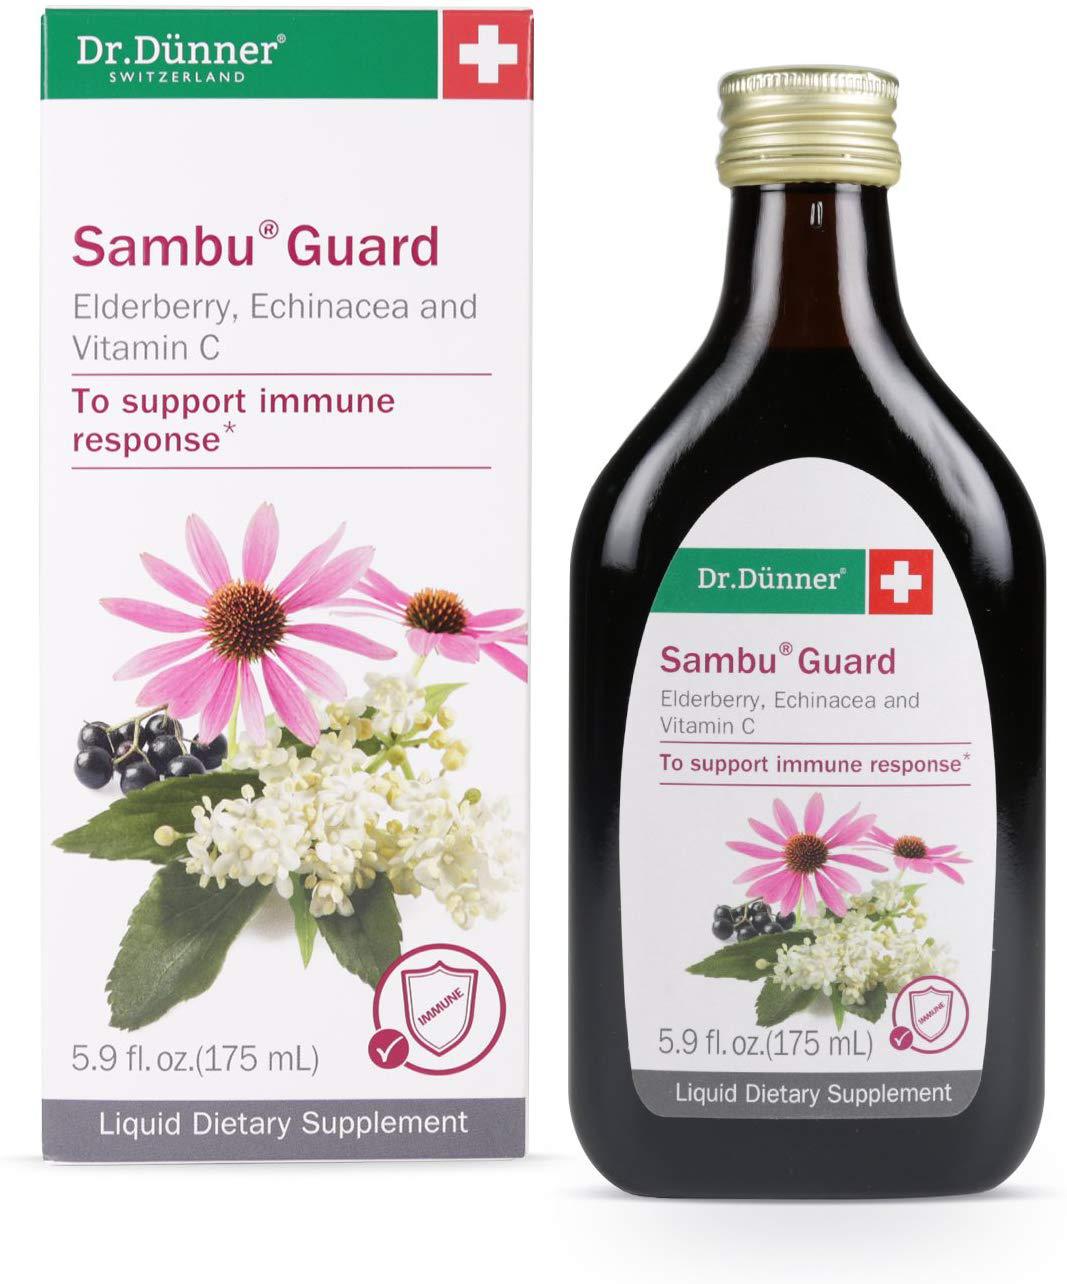 Dr.Dünner®
SWITZERLAND
Sambu® Guard
Elderberry, Echinacea and
Vitamin C
To support immune
response*
IMMUNE
5.9 fl. oz.(175 mL)
Liquid Dietary Supplement
Dr.Dünner®
Sambu® Guard
Elderberry, Echinacea and
Vitamin C
To support immune response*
IMMUNE
5.9 fl. oz.(175 mL)
Liquid Dietary Supplement